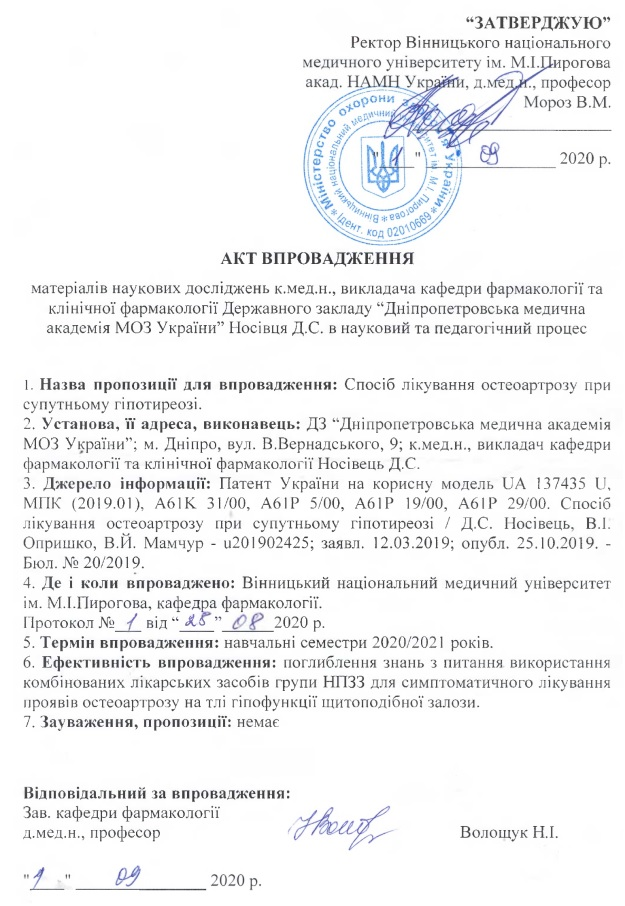 “ЗАТВЕРДЖУЮ”
Ректор Вінницького національного
медичного університету ім. М.І.Пирогова
акад. НАМН України, д.мед.н., професор
Мороз В.М.
"1" 09 2020 р.
Міністерство охорони здоров'я України
Вінницький національний медичний університет ім. М.І. Пирогова
Ідент. код 02010669
АКТ ВПРОВАДЖЕННЯ
матеріалів наукових досліджень к.мед.н., викладача кафедри фармакології та
клінічної фармакології Державного закладу “Дніпропетровська медична
академія МОЗ України” Носівця Д.С. в науковий та педагогічний процес
1. Назва пропозиції для впровадження: Спосіб лікування остеоартрозу при
супутньому гіпотиреозі.
2. Установа, її адреса, виконавець: ДЗ “Дніпропетровська медична академія
МОЗ України”; м. Дніпро, вул. В.Вернадського, 9; к.мед.н., викладач кафедри
фармакології та клінічної фармакології Носівець Д.С.
3. Джерело інформації: Патент України на корисну модель UA 137435 U,
МПК (2019.01), A61K 31/00, A61P 5/00, A61P 19/00, A61P 29/00. Спосіб
лікування остеоартрозу при супутньому гіпотиреозі / Д.С. Носівець, В.І.
Опришко, В.Й. Мамчур - u201902425; заявл. 12.03.2019; опубл. 25.10.2019. -
Бюл. № 20/2019.
4. Де і коли впроваджено: Вінницький національний медичний університет
ім. М.І.Пирогова, кафедра фармакології.
Протокол № 1 від “28” 08 2020 р.
5. Термін впровадження: навчальні семестри 2020/2021 років.
6. Ефективність впровадження: поглиблення знань з питання використання
комбінованих лікарських засобів групи НПЗЗ для симптоматичного лікування
проявів остеоартрозу на тлі гіпофункції щитоподібної залози.
7. Зауваження, пропозиції: немає
Відповідальний за впровадження:
Зав. кафедри фармакології
д.мед.н., професор Волощук Н.І.
"1" 09 2020 р.